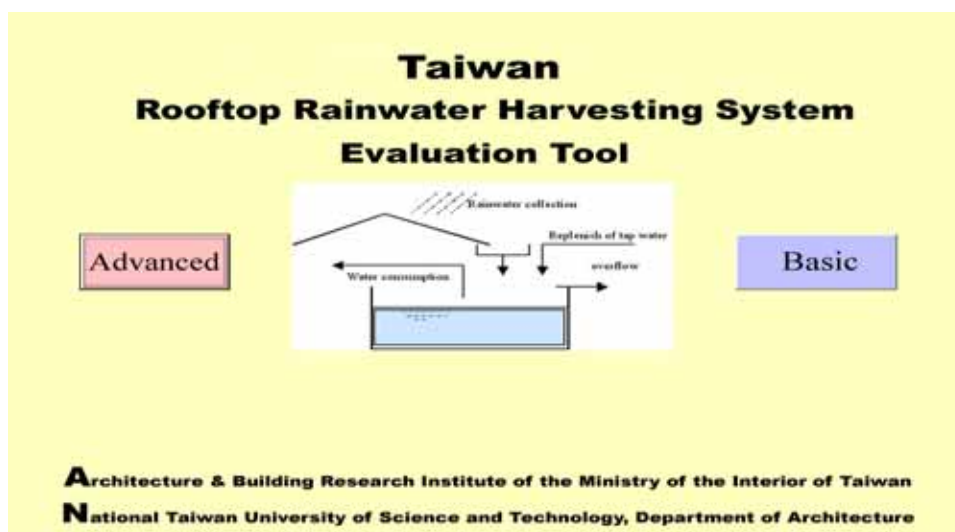 Taiwan
Rooftop Rainwater Harvesting System
Evaluation Tool
Rainwater collection
Replenish of tap water
Advanced
Water consumption
overflow
Basic
Architecture & Building Research Institute of the Ministry of the Interior of Taiwan
National Taiwan University of Science and Technology, Department of Architecture